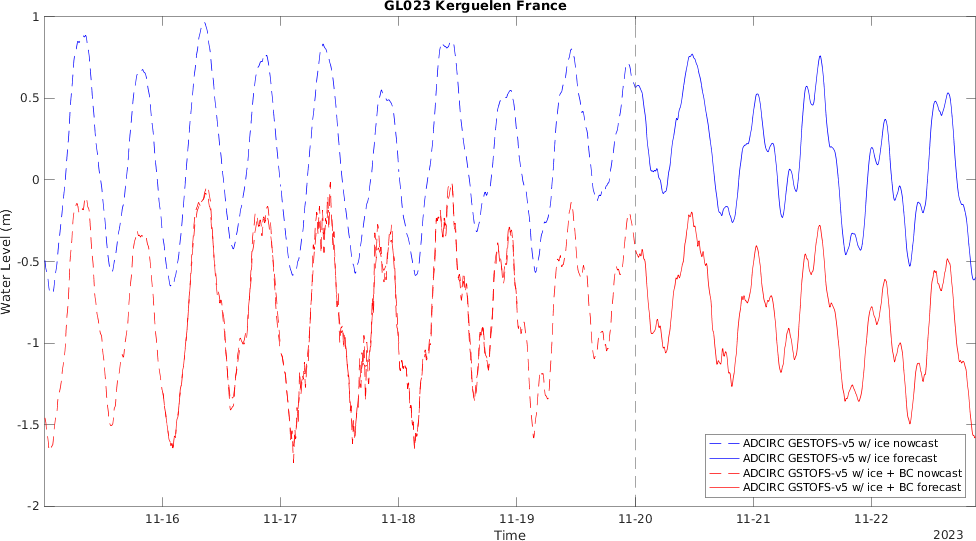 GL023 Kerguelen France
Water Level (m)
1
0.5
0
-0.5
-1
-1.5
-2
11-16
11-17
11-18
11-19
11-20
11-21
11-22
Time
2023
ADCIRC GESTOFS-v5 w/ ice nowcast
ADCIRC GESTOFS-v5 w/ ice forecast
ADCIRC GSTOFS-v5 w/ ice + BC nowcast
ADCIRC GSTOFS-v5 w/ ice + BC forecast